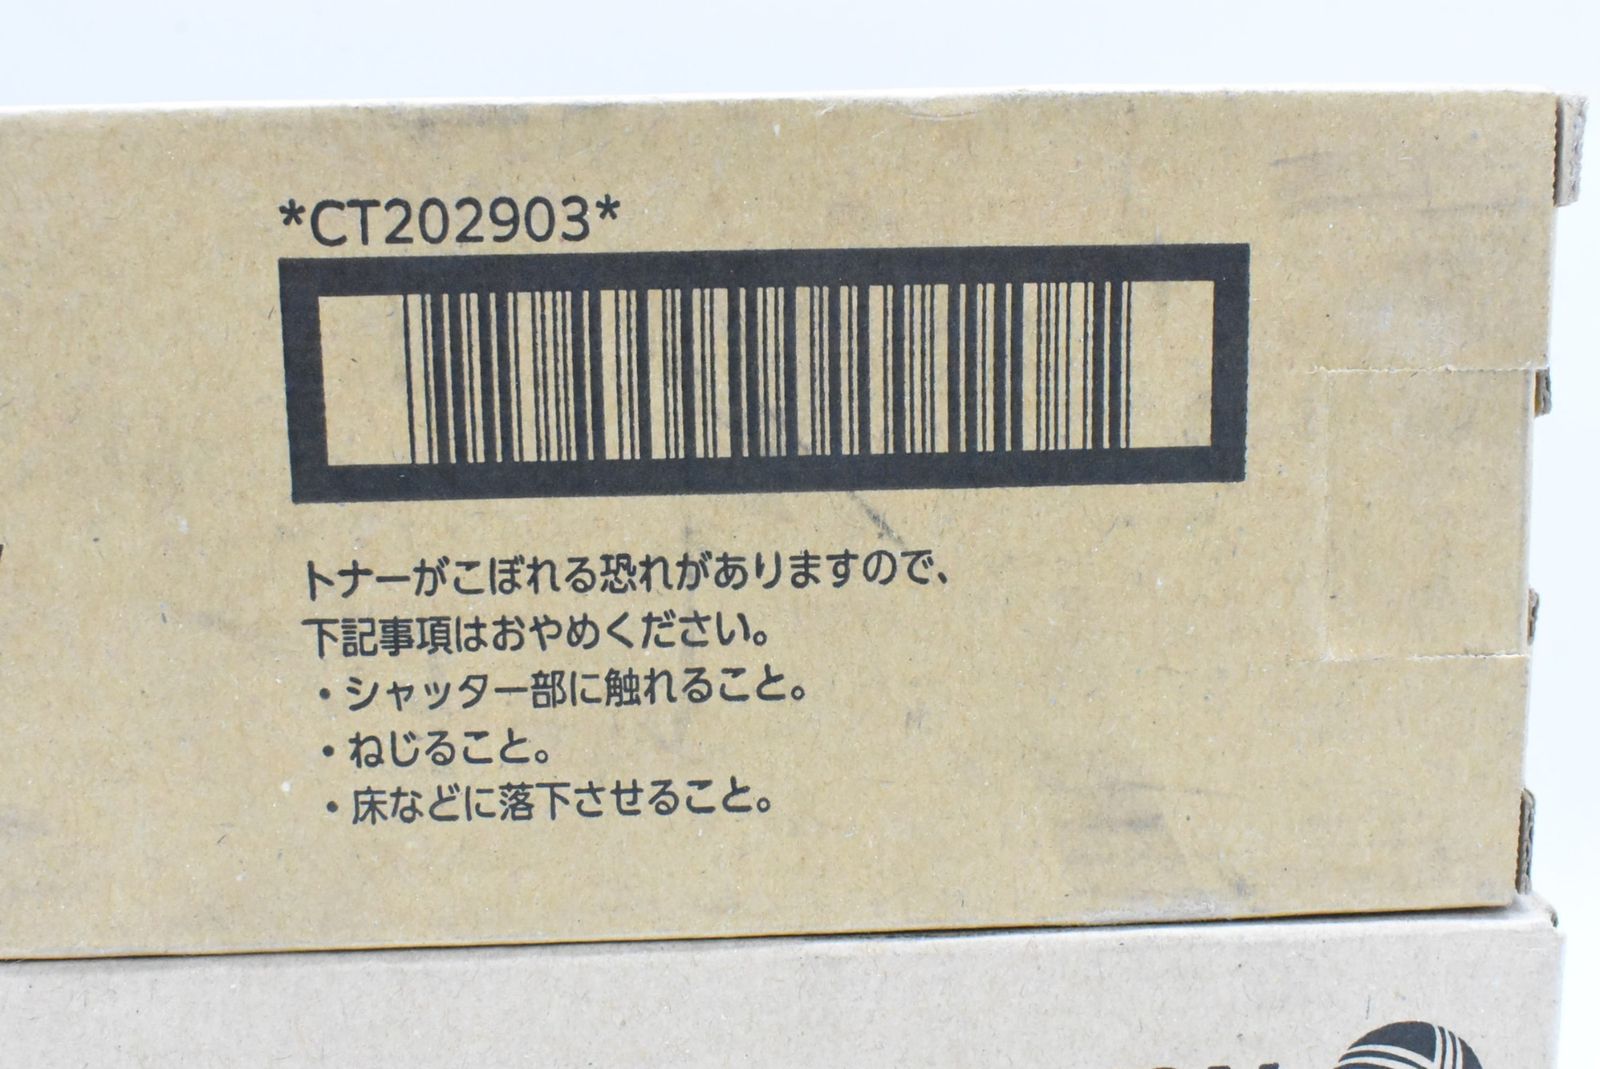 *CT202903*
トナーがこぼれる恐れがありますので、
下記事項はおやめください。
・シャッター部に触れること。
・ねじること。
・床などに落下させること。